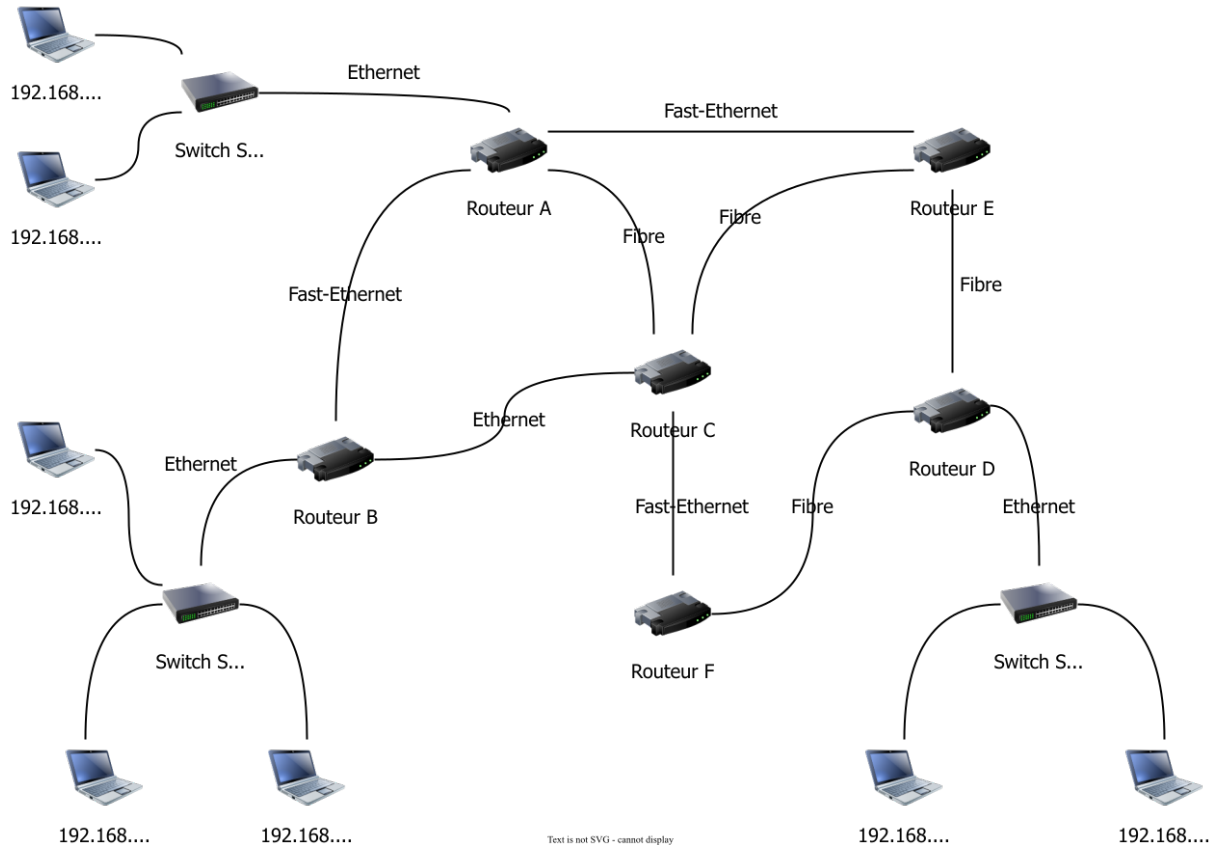 192.168....
Ethernet
Switch S...
Fast-Ethernet
192.168....
Routeur A
Routeur E
Fibre
Fibre
Fibre
Fast-Ethernet
Ethernet
Routeur C
Ethernet
Routeur D
192.168....
Routeur B
Fast-Ethernet
Fibre
Ethernet
Switch S...
Routeur F
Switch S...
192.168....
192.168....
Text is not SVG - cannot display
192.168....
192.168....